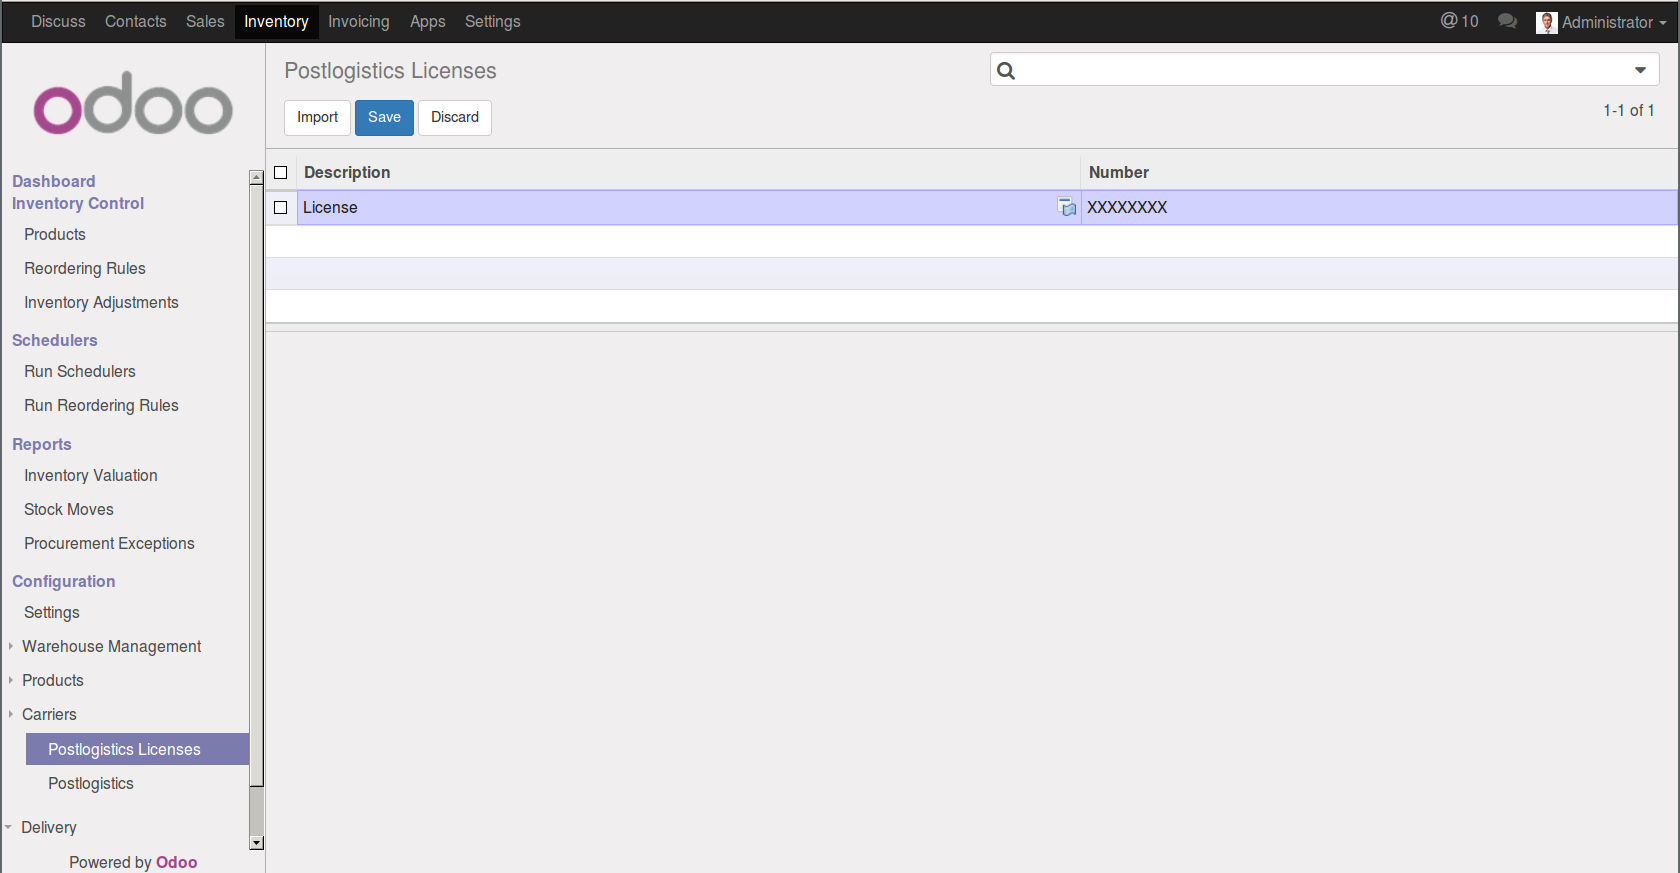 Discuss Contacts Sales Inventory Invoicing Apps Settings @ 10 Administrator
odoo
Postlogistics Licenses
Import Save Discard
1-1 of 1
Description Number
License XXXXXXXX
Dashboard
Inventory Control
Products
Reordering Rules
Inventory Adjustments
Schedulers
Run Schedulers
Run Reordering Rules
Reports
Inventory Valuation
Stock Moves
Procurement Exceptions
Configuration
Settings
Warehouse Management
Products
Carriers
Postlogistics Licenses
Postlogistics
Delivery
Powered by Odoo